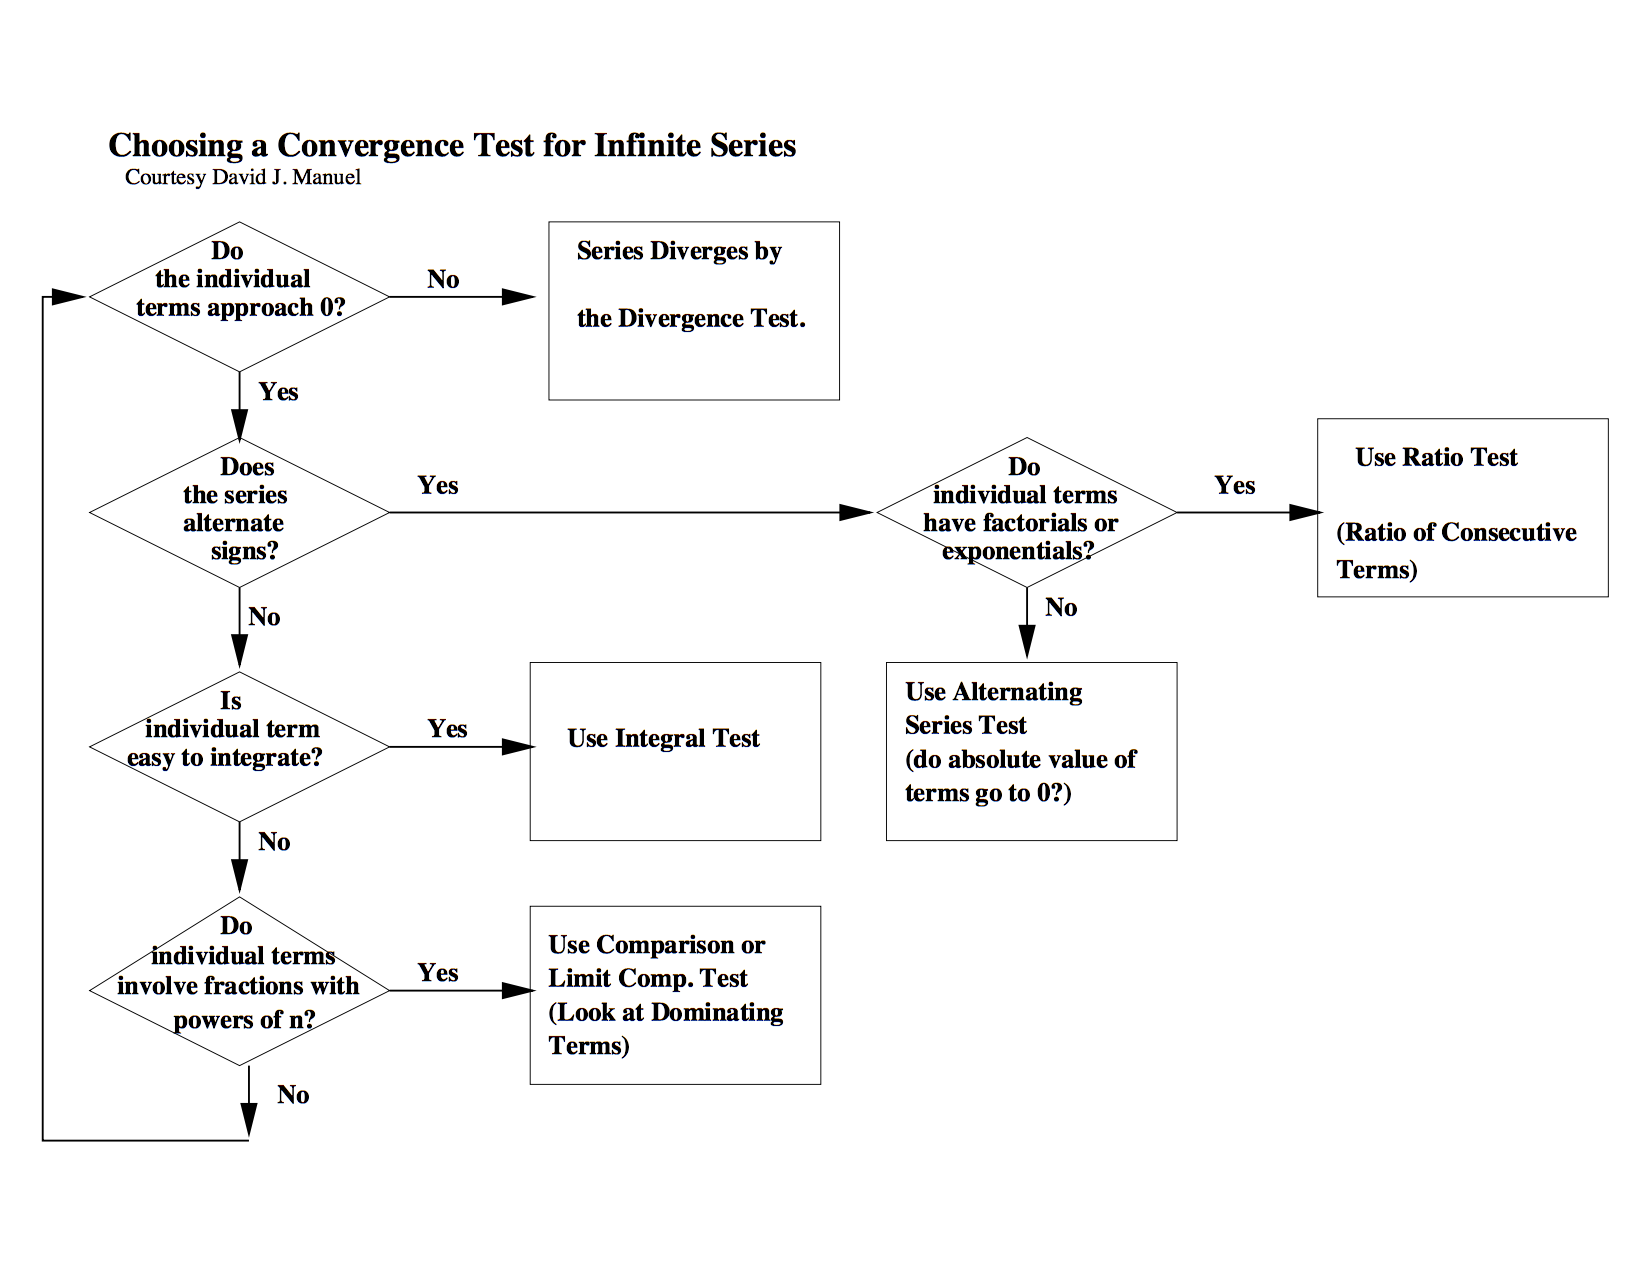 Choosing a Convergence Test for Infinite Series
Courtesy David J. Manuel
Do
the individual
terms approach 0?
No
Series Diverges by
the Divergence Test.
Yes
Does
the series
alternate
signs?
Yes
Do
individual terms
have factorials or
exponentials?
Yes
Use Ratio Test
(Ratio of Consecutive
Terms)
No
No
Is
individual term
easy to integrate?
Yes
Use Integral Test
Use Alternating
Series Test
(do absolute value of
terms go to 0?)
No
Do
individual terms
involve fractions with
powers of n?
Yes
Use Comparison or
Limit Comp. Test
(Look at Dominating
Terms)
No